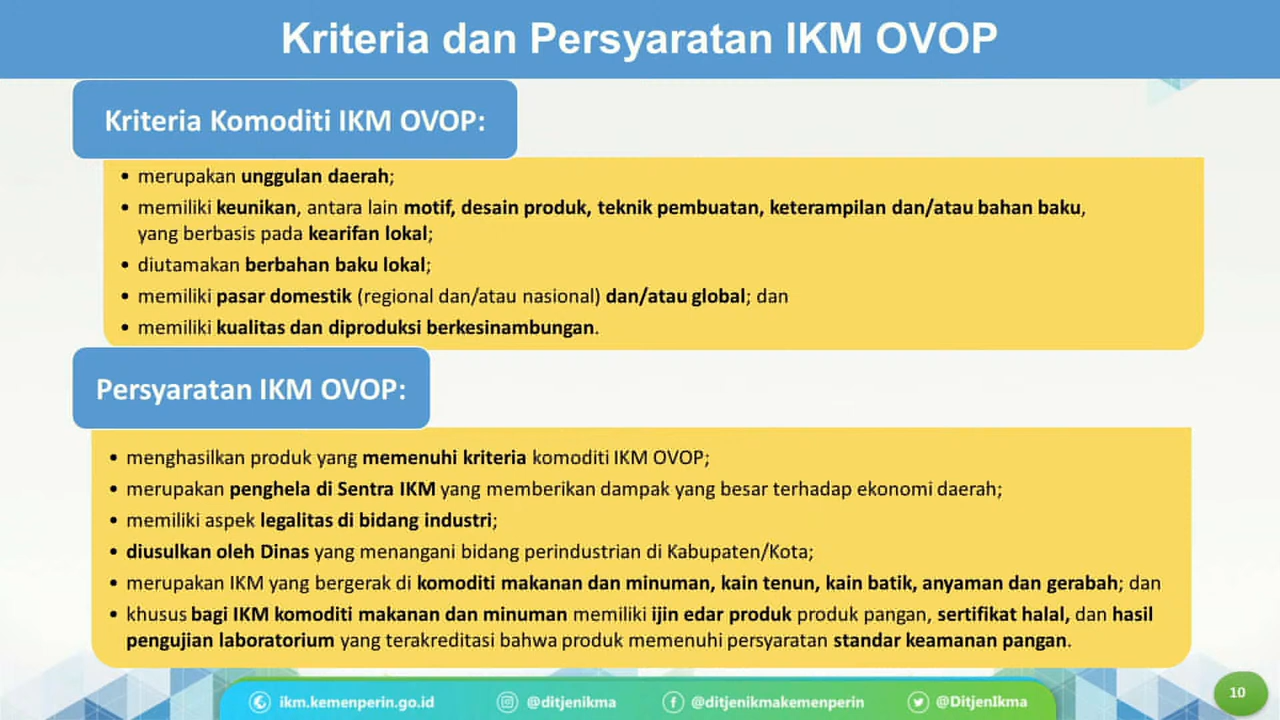 Kriteria dan Persyaratan IKM OVOP
Kriteria Komoditi IKM OVOP:
• merupakan unggulan daerah;
• memiliki keunikan, antara lain motif, desain produk, teknik pembuatan, keterampilan dan/atau bahan baku,
yang berbasis pada kearifan lokal;
• diutamakan berbahan baku lokal;
• memiliki pasar domestik (regional dan/atau nasional) dan/atau global; dan
• memiliki kualitas dan diproduksi berkesinambungan.
Persyaratan IKM OVOP:
• menghasilkan produk yang memenuhi kriteria komoditi IKM OVOP;
• merupakan penghela di Sentra IKM yang memberikan dampak yang besar terhadap ekonomi daerah;
• memiliki aspek legalitas di bidang industri;
• diusulkan oleh Dinas yang menangani bidang perindustrian di Kabupaten/Kota;
• merupakan IKM yang bergerak di komoditi makanan dan minuman, kain tenun, kain batik, anyaman dan gerabah; dan
• khusus bagi IKM komoditi makanan dan minuman memiliki ijin edar produk produk pangan, sertifikat halal, dan hasil
pengujian laboratorium yang terakreditasi bahwa produk memenuhi persyaratan standar keamanan pangan.
ikm.kemenperin.go.id @ditjenikma @ditjenikmakemenperin @DitjenIkma
10